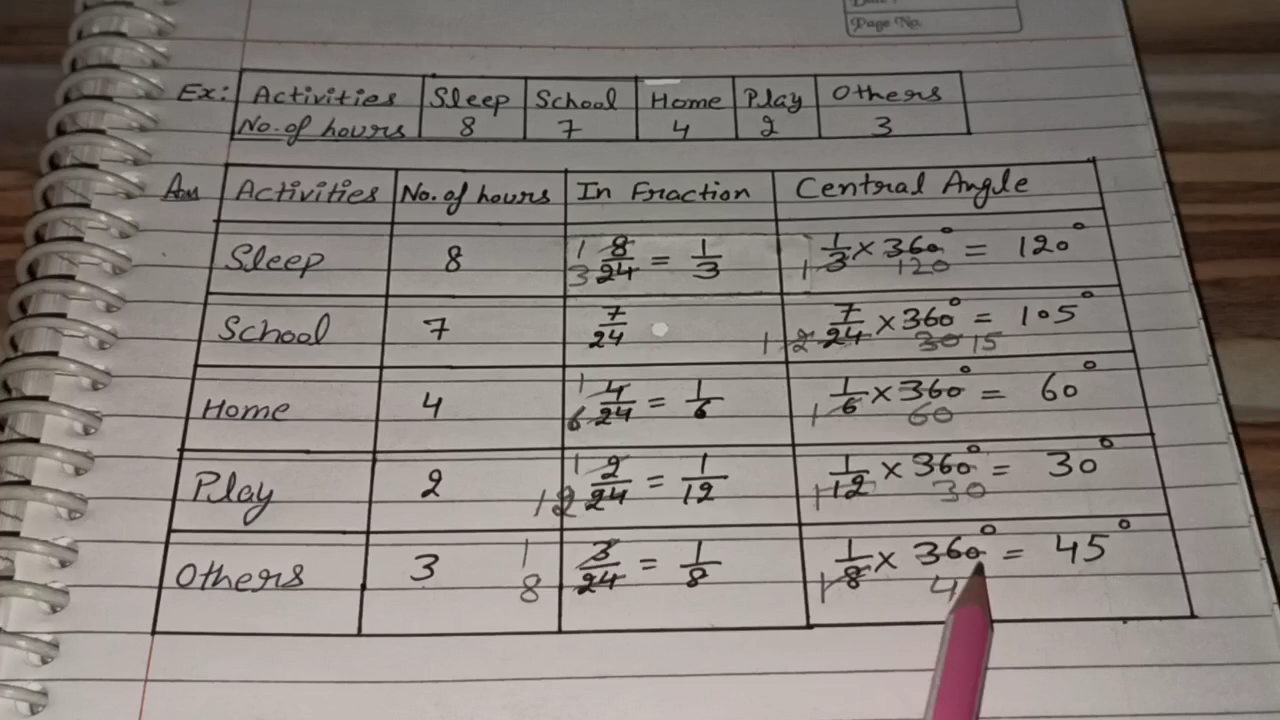 Page No.
Ex: Activities Sleep School Home Play Others
No. of hours 8 7 4 2 3
Ans Activities No. of hours In Fraction Central Angle
Sleep 8 1 3 8/24 = 1/3 1 1/3 × 360° = 120° 120
School 7 7/24 1 2 7/24 × 360° = 105° 30 15
Home 4 1 6 4/24 = 1/6 1 1/6 × 360° = 60° 60
Play 2 1 12 2/24 = 1/12 1 1/12 × 360° = 30° 30
Others 3 1 8 3/24 = 1/8 1 1/8 × 360° = 45° 4